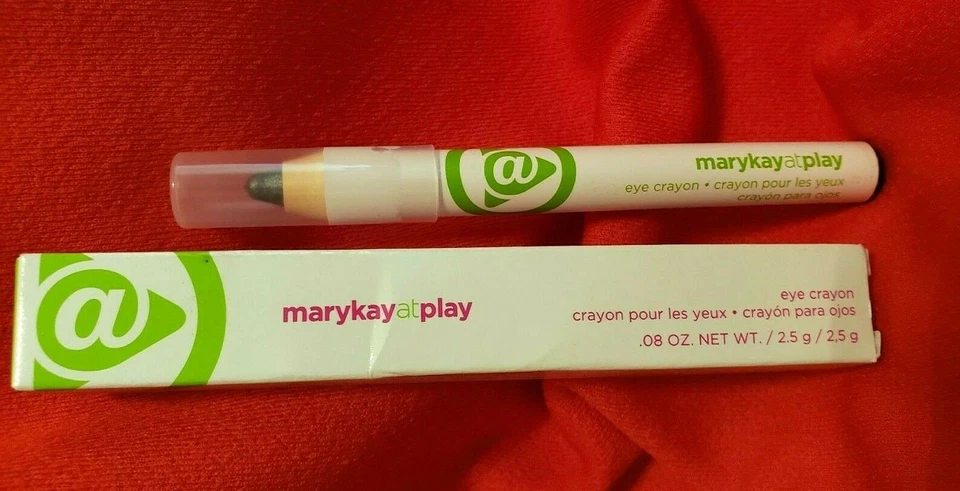 @
marykayatplay
eye crayon • crayon pour les yeux
crayón para ojos
@
marykayatplay
eye crayon
crayon pour les yeux • crayón para ojos
.08 OZ. NET WT. / 2.5 g / 2,5 g